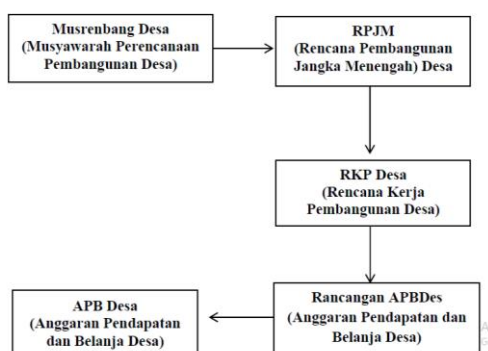 Musrenbang Desa
(Musyawarah Perencanaan
Pembangunan Desa)
RPJM
(Rencana Pembangunan
Jangka Menengah) Desa
RKP Desa
(Rencana Kerja
Pembangunan Desa)
Rancangan APBDes
(Anggaran Pendapatan dan
Belanja Desa)
APB Desa
(Anggaran Pendapatan
dan Belanja Desa)